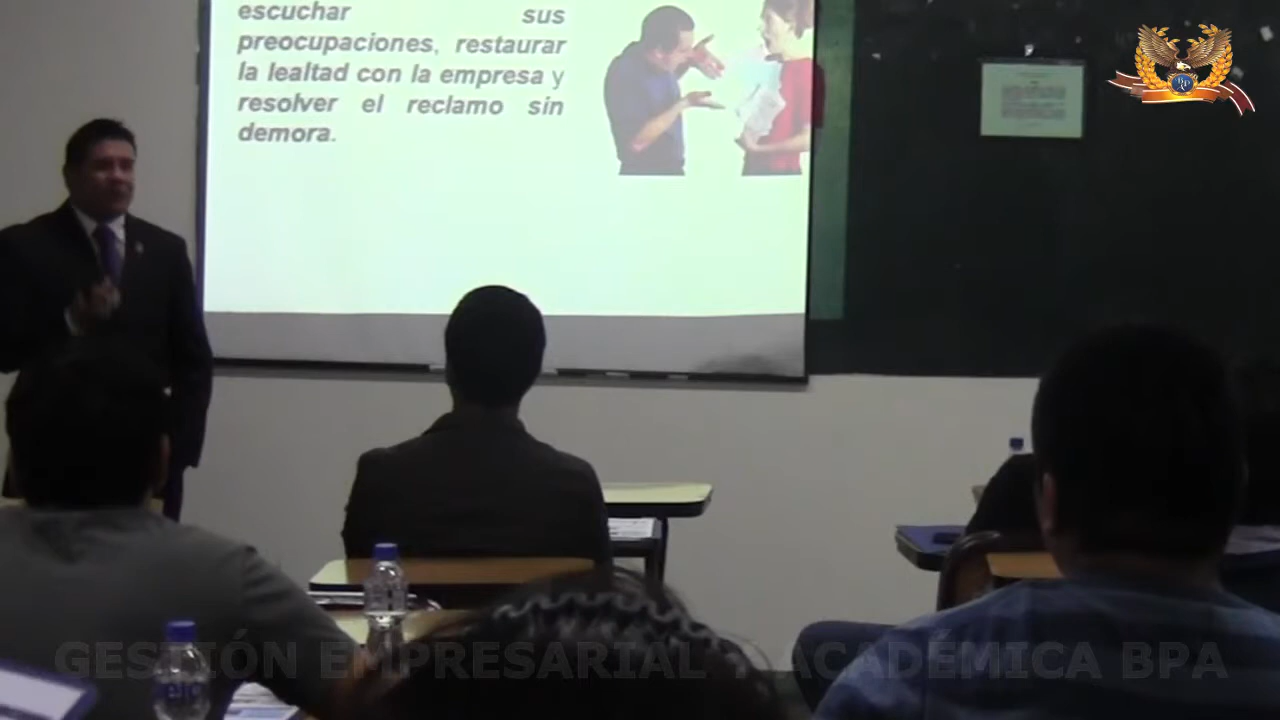 escuchar sus
preocupaciones, restaurar
la lealtad con la empresa y
resolver el reclamo sin
demora.
GESTIÓN EMPRESARIAL Y ACADÉMICA BPA